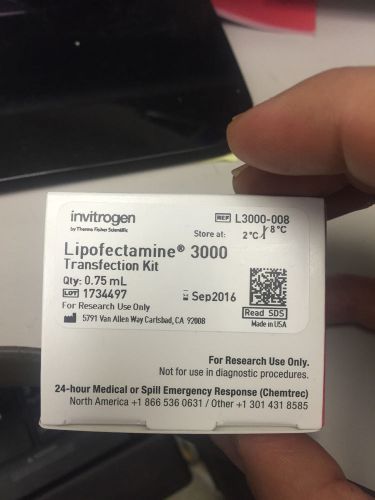 invitrogen
by Thermo Fisher Scientific
REF L3000-008
Store at: 2°C 8°C
Lipofectamine® 3000
Transfection Kit
Qty: 0.75 mL
LOT 1734497
Sep2016
For Research Use Only
Read SDS
5791 Van Allen Way Carlsbad, CA 92008
Made in USA
For Research Use Only.
Not for use in diagnostic procedures.
24-hour Medical or Spill Emergency Response (Chemtrec)
North America +1 866 536 0631 / Other +1 301 431 8585